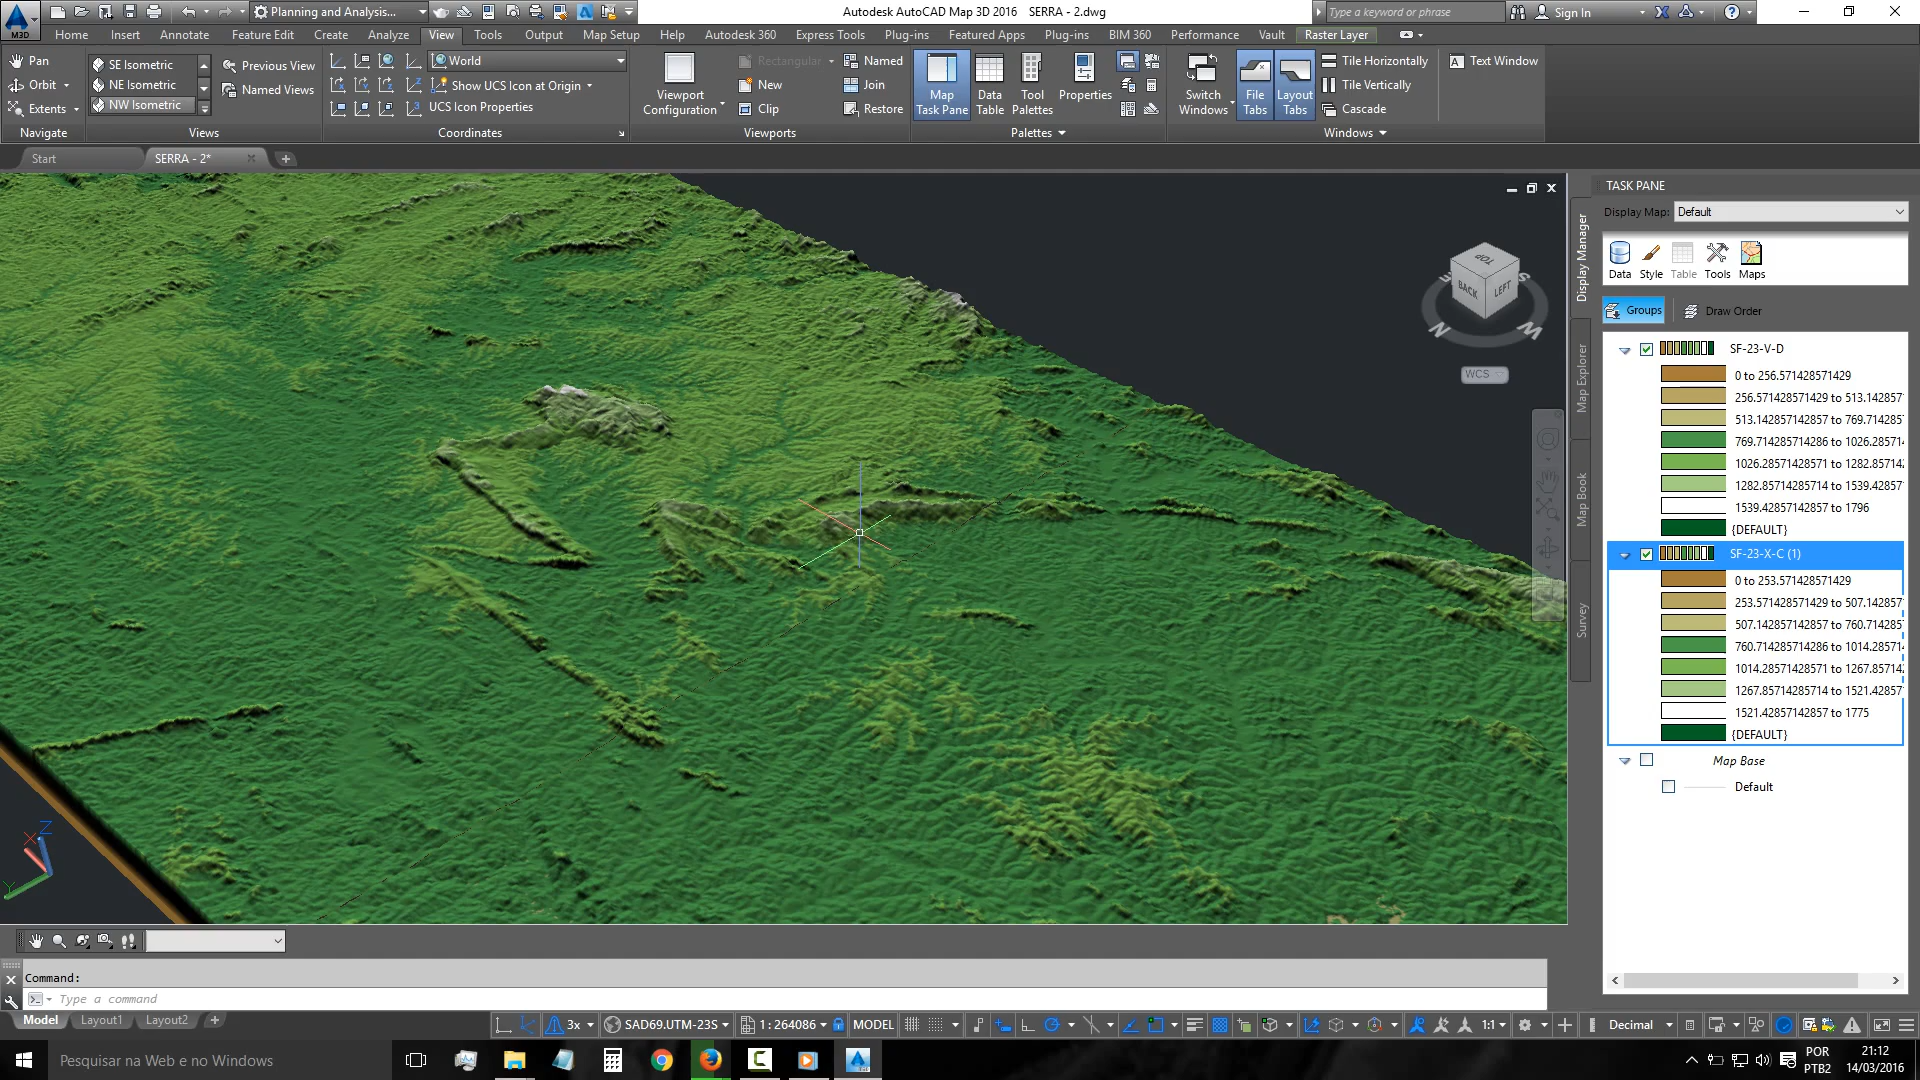 Planning and Analysis...
Autodesk AutoCAD Map 3D 2016 SERRA - 2.dwg
Type a keyword or phrase
Sign In
M3D
Home Insert Annotate Feature Edit Create Analyze View Tools Output Map Setup Help Autodesk 360 Express Tools Plug-ins Featured Apps Plug-ins BIM 360 Performance Vault Raster Layer
Pan
Orbit
Extents
Navigate
SE Isometric
NE Isometric
NW Isometric
Previous View
Named Views
Views
World
Show UCS Icon at Origin
UCS Icon Properties
Coordinates
Viewport
Configuration
Rectangular
New
Clip
Named
Join
Restore
Viewports
Map
Task Pane
Data
Table
Tool
Palettes
Properties
Palettes
Switch
Windows
File
Tabs
Layout
Tabs
Tile Horizontally
Tile Vertically
Cascade
Windows
Text Window
Start
SERRA - 2*
TOP
BACK
LEFT
N
S
WCS
Display Manager
Map Explorer
Map Book
Survey
TASK PANE
Display Map: Default
Data Style Table Tools Maps
Groups Draw Order
SF-23-V-D
0 to 256.571428571429
256.571428571429 to 513.142857
513.142857142857 to 769.714285
769.714285714286 to 1026.28571
1026.28571428571 to 1282.85714
1282.85714285714 to 1539.42857
1539.42857142857 to 1796
{DEFAULT}
SF-23-X-C (1)
0 to 253.571428571429
253.571428571429 to 507.142857
507.142857142857 to 760.714285
760.714285714286 to 1014.28571
1014.28571428571 to 1267.85714
1267.85714285714 to 1521.42857
1521.42857142857 to 1775
{DEFAULT}
Map Base
Default
Z
X
Y
Command:
Type a command
Model Layout1 Layout2
3x SAD69.UTM-23S 1 : 264086 MODEL 1:1 Decimal
Pesquisar na Web e no Windows
POR
PTB2
21:12
14/03/2016